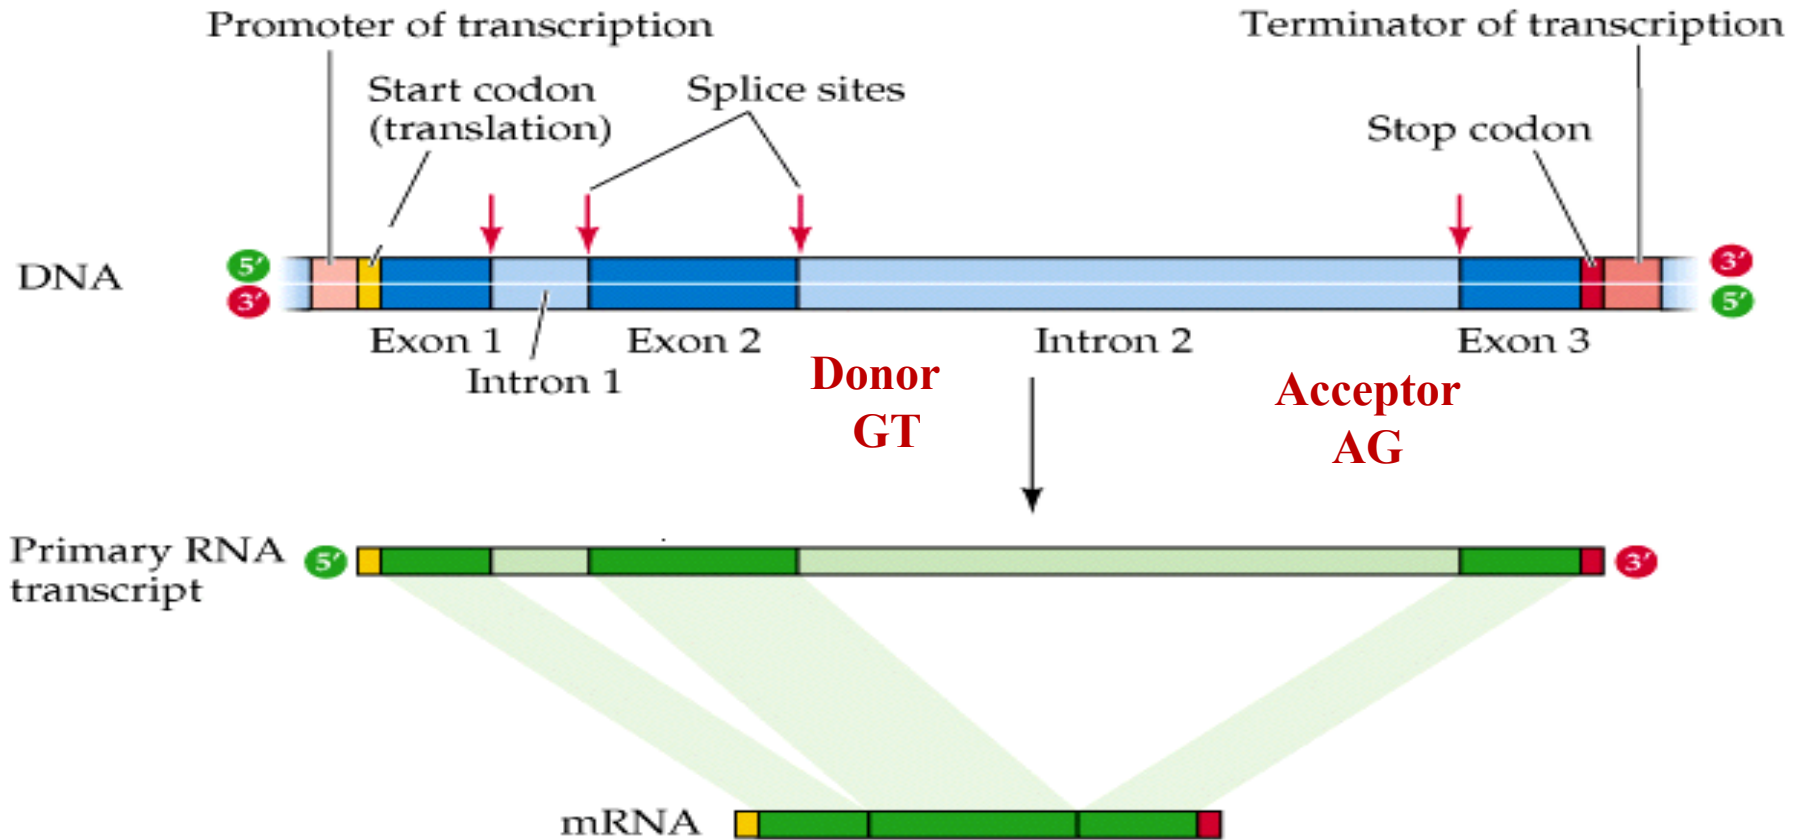 Promoter of transcription
Terminator of transcription
Start codon
(translation)
Splice sites
Stop codon
DNA
5′
3′
3′
5′
Exon 1
Exon 2
Intron 2
Exon 3
Intron 1
Donor
GT
Acceptor
AG
Primary RNA
transcript
5′
3′
mRNA